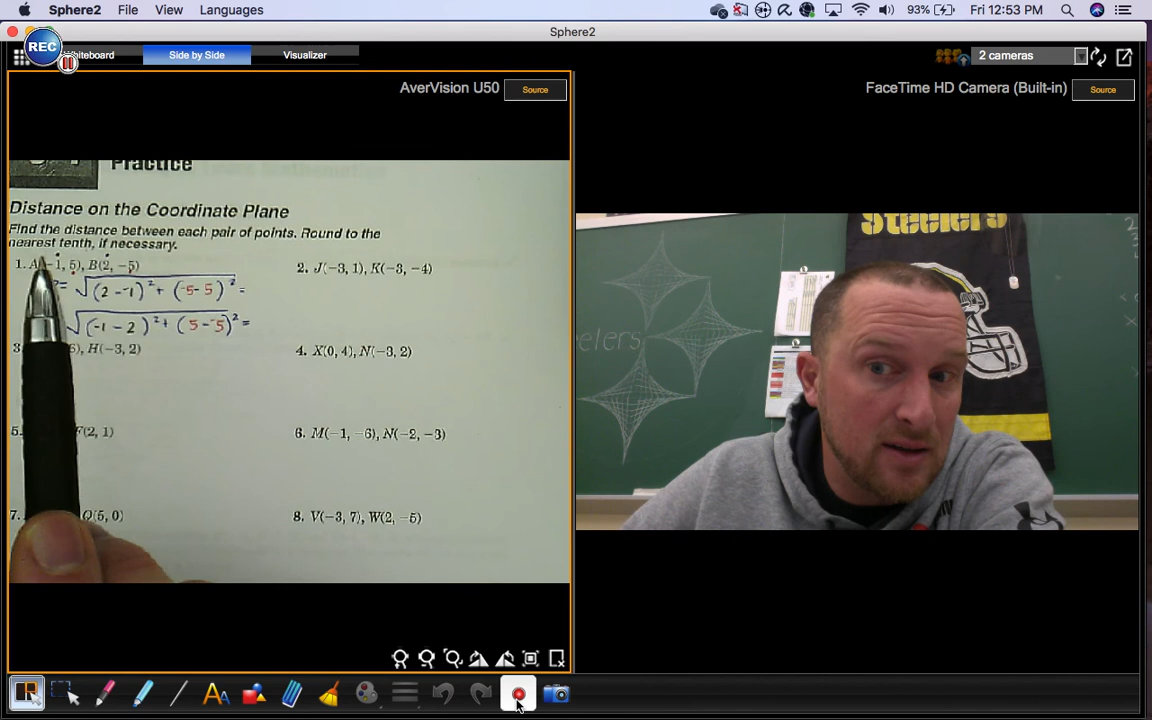 Sphere2 File View Languages
93% Fri 12:53 PM
Sphere2
REC
Side by Side Visualizer
2 cameras
AverVision U50 Source
FaceTime HD Camera (Built-in) Source
Practice
Distance on the Coordinate Plane
Find the distance between each pair of points. Round to the
nearest tenth, if necessary.
1. A(−1, 5), B(2, −5)
2. J(−3, 1), K(−3, −4)
= √(2 - -1)² + (-5 - 5)² =
√(-1 - 2)² + (5 - -5)² =
H(−3, 2)
4. X(0, 4), N(−3, 2)
F(2, 1)
6. M(−1, −6), N(−2, −3)
7.
Q(5, 0)
8. V(−3, 7), W(2, −5)
Steelers